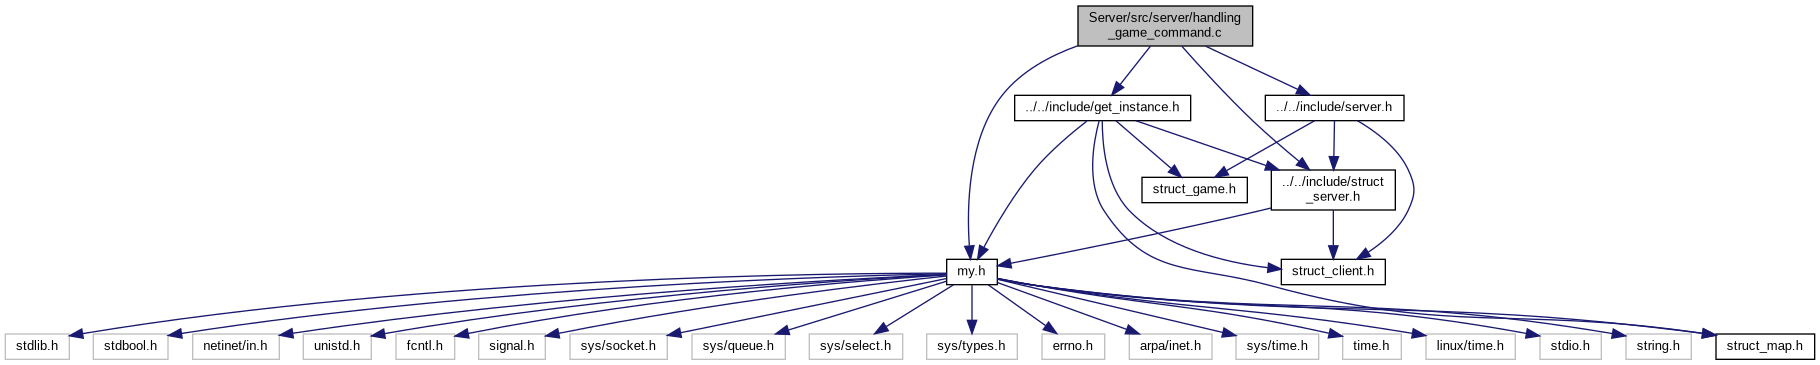 Server/src/server/handling
_game_command.c
../../include/get_instance.h
../../include/server.h
struct_game.h
../../include/struct
_server.h
my.h
struct_client.h
stdlib.h
stdbool.h
netinet/in.h
unistd.h
fcntl.h
signal.h
sys/socket.h
sys/queue.h
sys/select.h
sys/types.h
errno.h
arpa/inet.h
sys/time.h
time.h
linux/time.h
stdio.h
string.h
struct_map.h